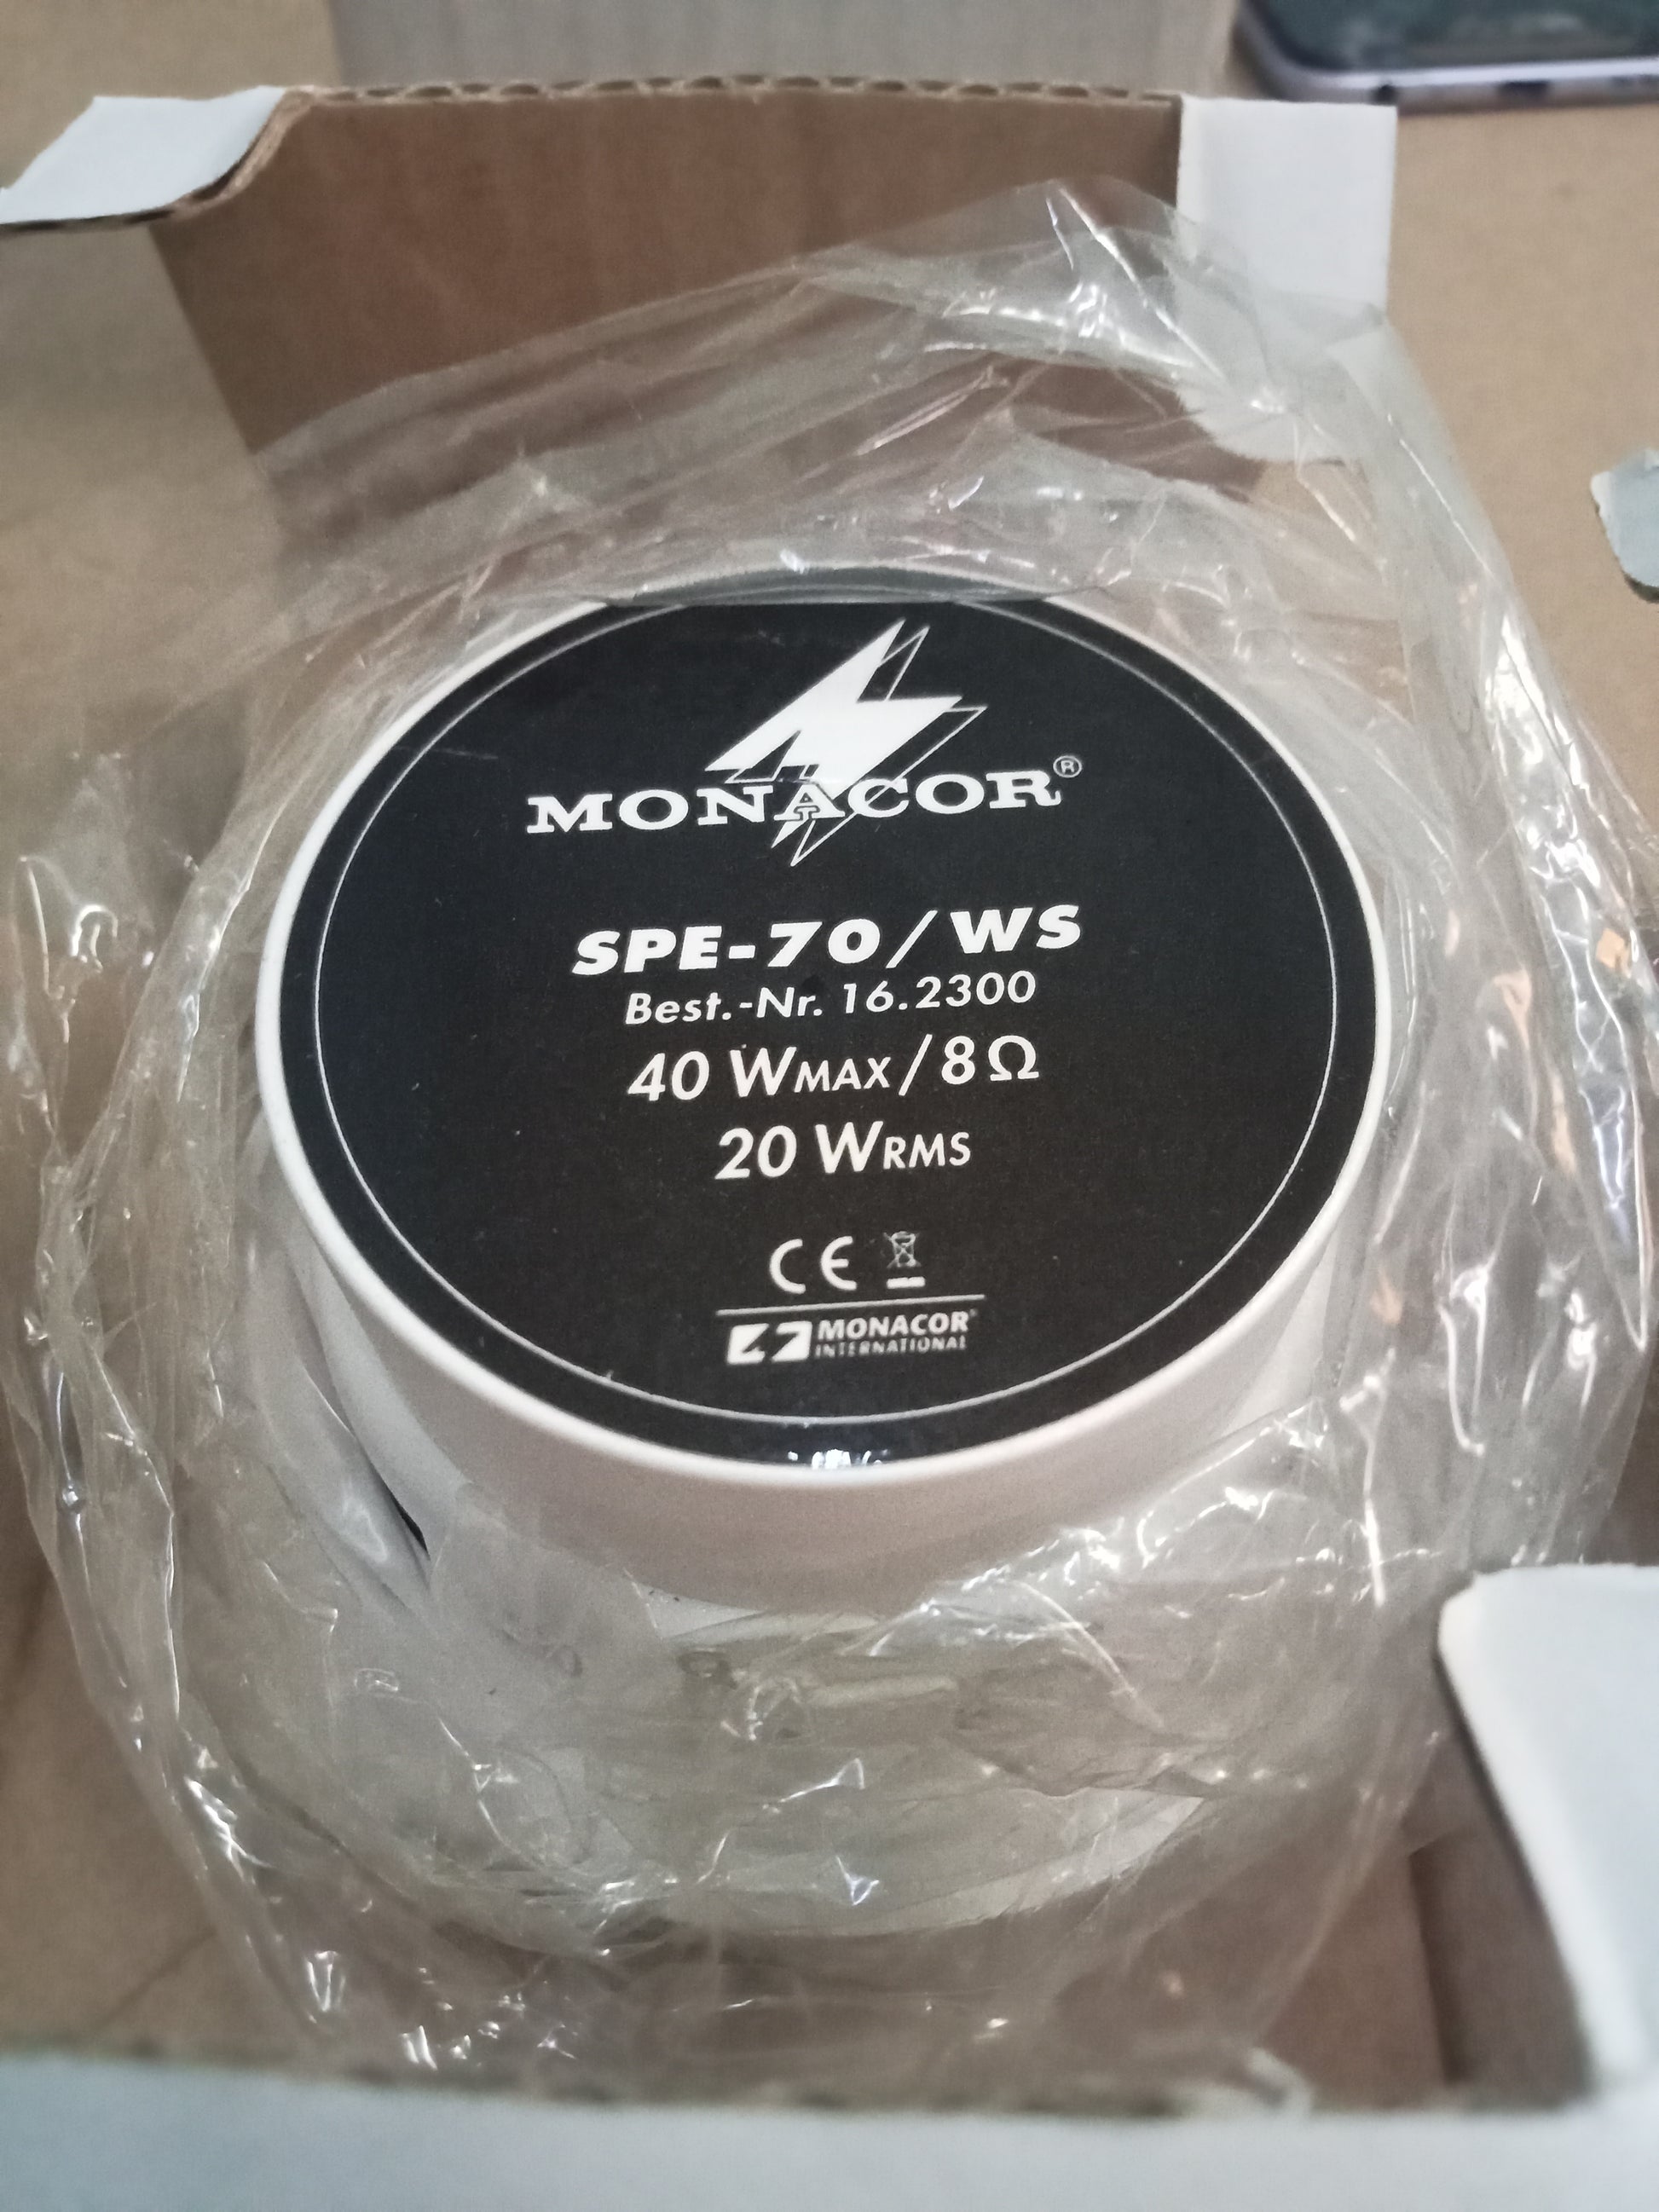 MONACOR®
SPE-70/WS
Best.-Nr. 16.2300
40 WMAX/8Ω
20 WRMS
CE
MONACOR®
INTERNATIONAL